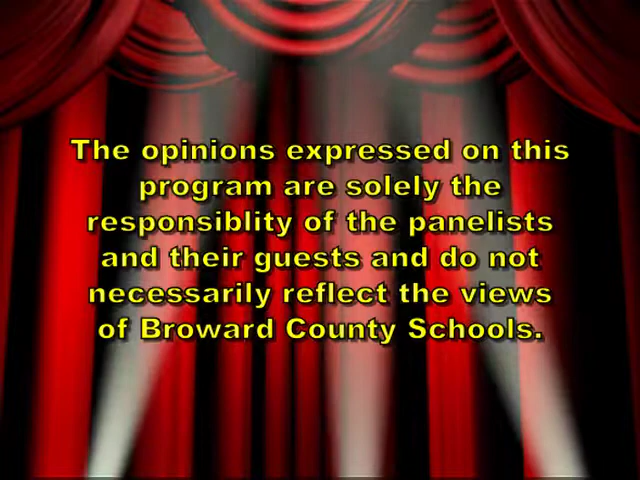 The opinions expressed on this
program are solely the
responsiblity of the panelists
and their guests and do not
necessarily reflect the views
of Broward County Schools.